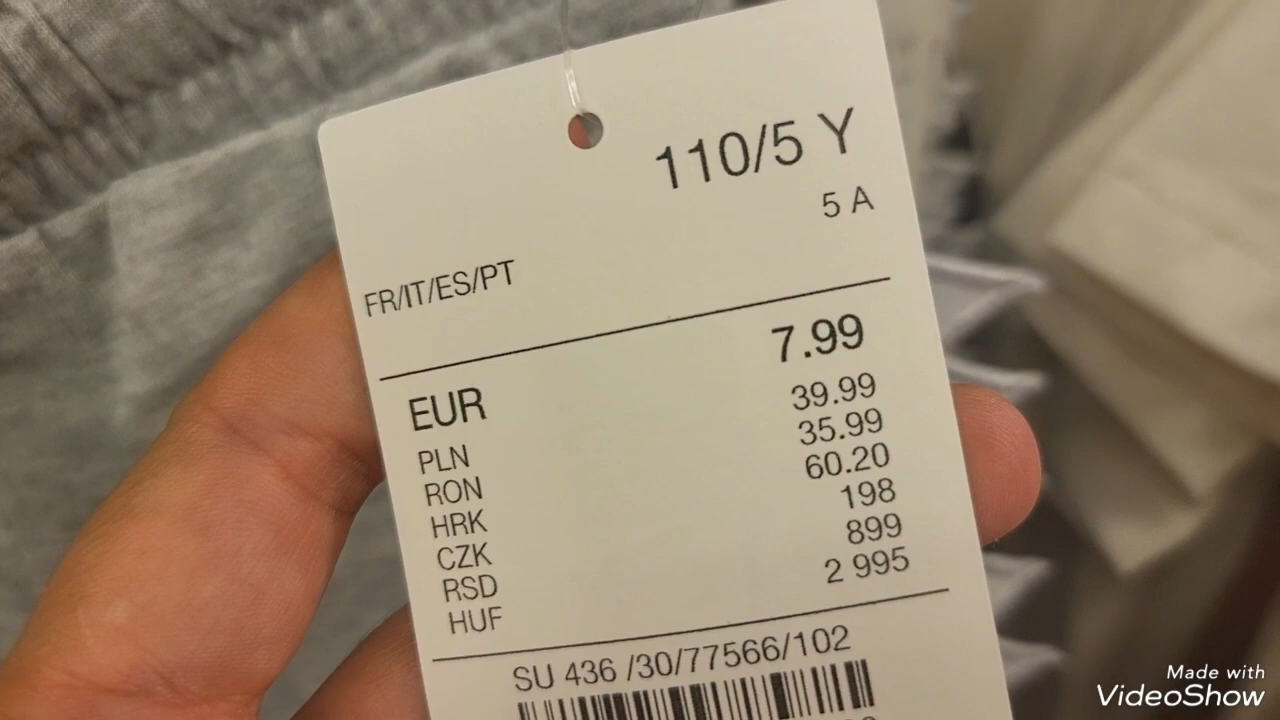 110/5 Y
5 A
FR/IT/ES/PT
EUR 7.99
PLN 39.99
RON 35.99
HRK 60.20
CZK 198
RSD 899
HUF 2 995
SU 436 /30/77566/102
Made with
VideoShow